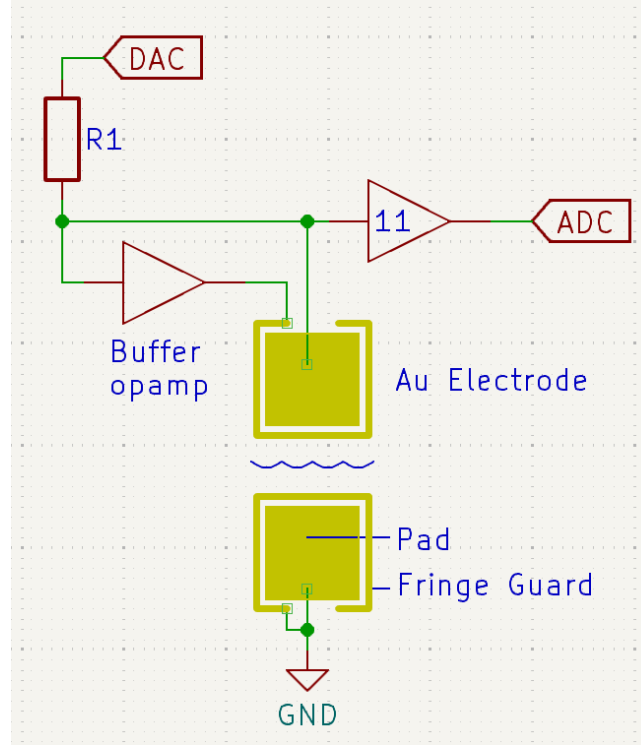 DAC
R1
11
ADC
Buffer
opamp
Au Electrode
Pad
Fringe Guard
GND